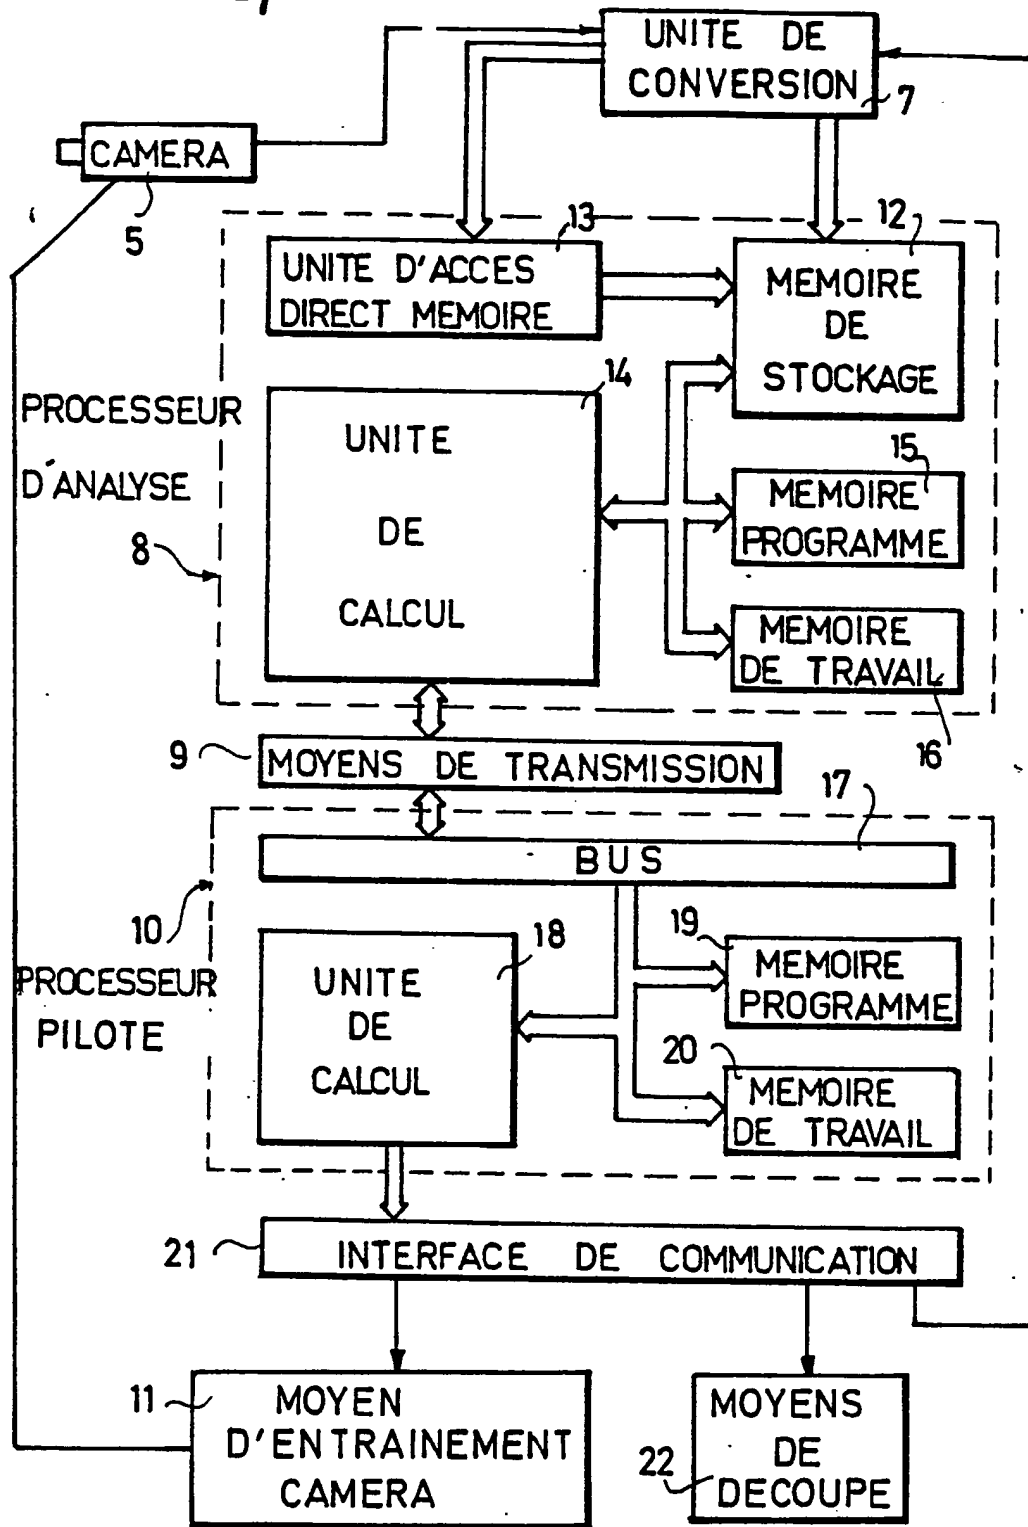 UNITE DE
CONVERSION
7
CAMERA
5
13
12
UNITE D'ACCES
DIRECT MEMOIRE
MEMOIRE
DE
STOCKAGE
14
PROCESSEUR
D'ANALYSE
8
UNITE
DE
CALCUL
15
MEMOIRE
PROGRAMME
MEMOIRE
DE TRAVAIL
16
9
MOYENS DE TRANSMISSION
17
BUS
10
PROCESSEUR
PILOTE
18
UNITE
DE
CALCUL
19
MEMOIRE
PROGRAMME
20
MEMOIRE
DE TRAVAIL
21
INTERFACE DE COMMUNICATION
11
MOYEN
D'ENTRAINEMENT
CAMERA
22
MOYENS
DE
DECOUPE